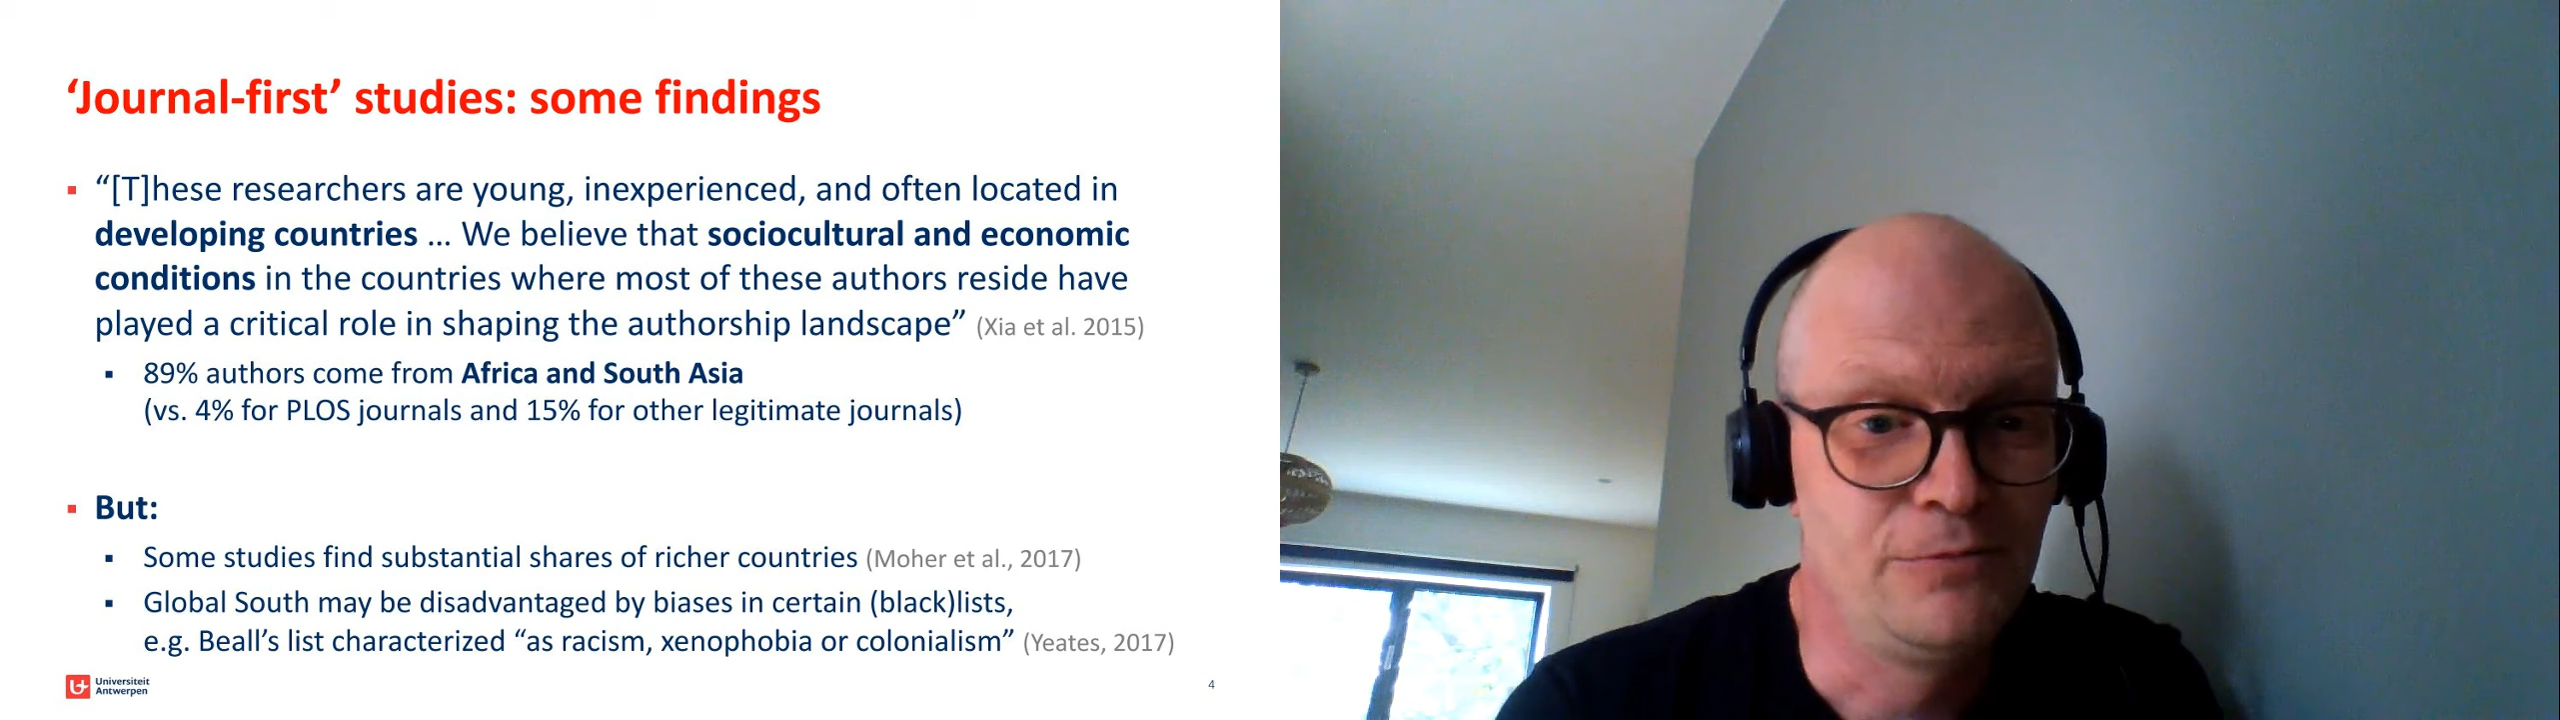 ‘Journal-first’ studies: some findings
▪ “[T]hese researchers are young, inexperienced, and often located in
developing countries … We believe that sociocultural and economic
conditions in the countries where most of these authors reside have
played a critical role in shaping the authorship landscape” (Xia et al. 2015)
▪ 89% authors come from Africa and South Asia
(vs. 4% for PLOS journals and 15% for other legitimate journals)
▪ But:
▪ Some studies find substantial shares of richer countries (Moher et al., 2017)
▪ Global South may be disadvantaged by biases in certain (black)lists,
e.g. Beall’s list characterized “as racism, xenophobia or colonialism” (Yeates, 2017)
Universiteit
Antwerpen
4